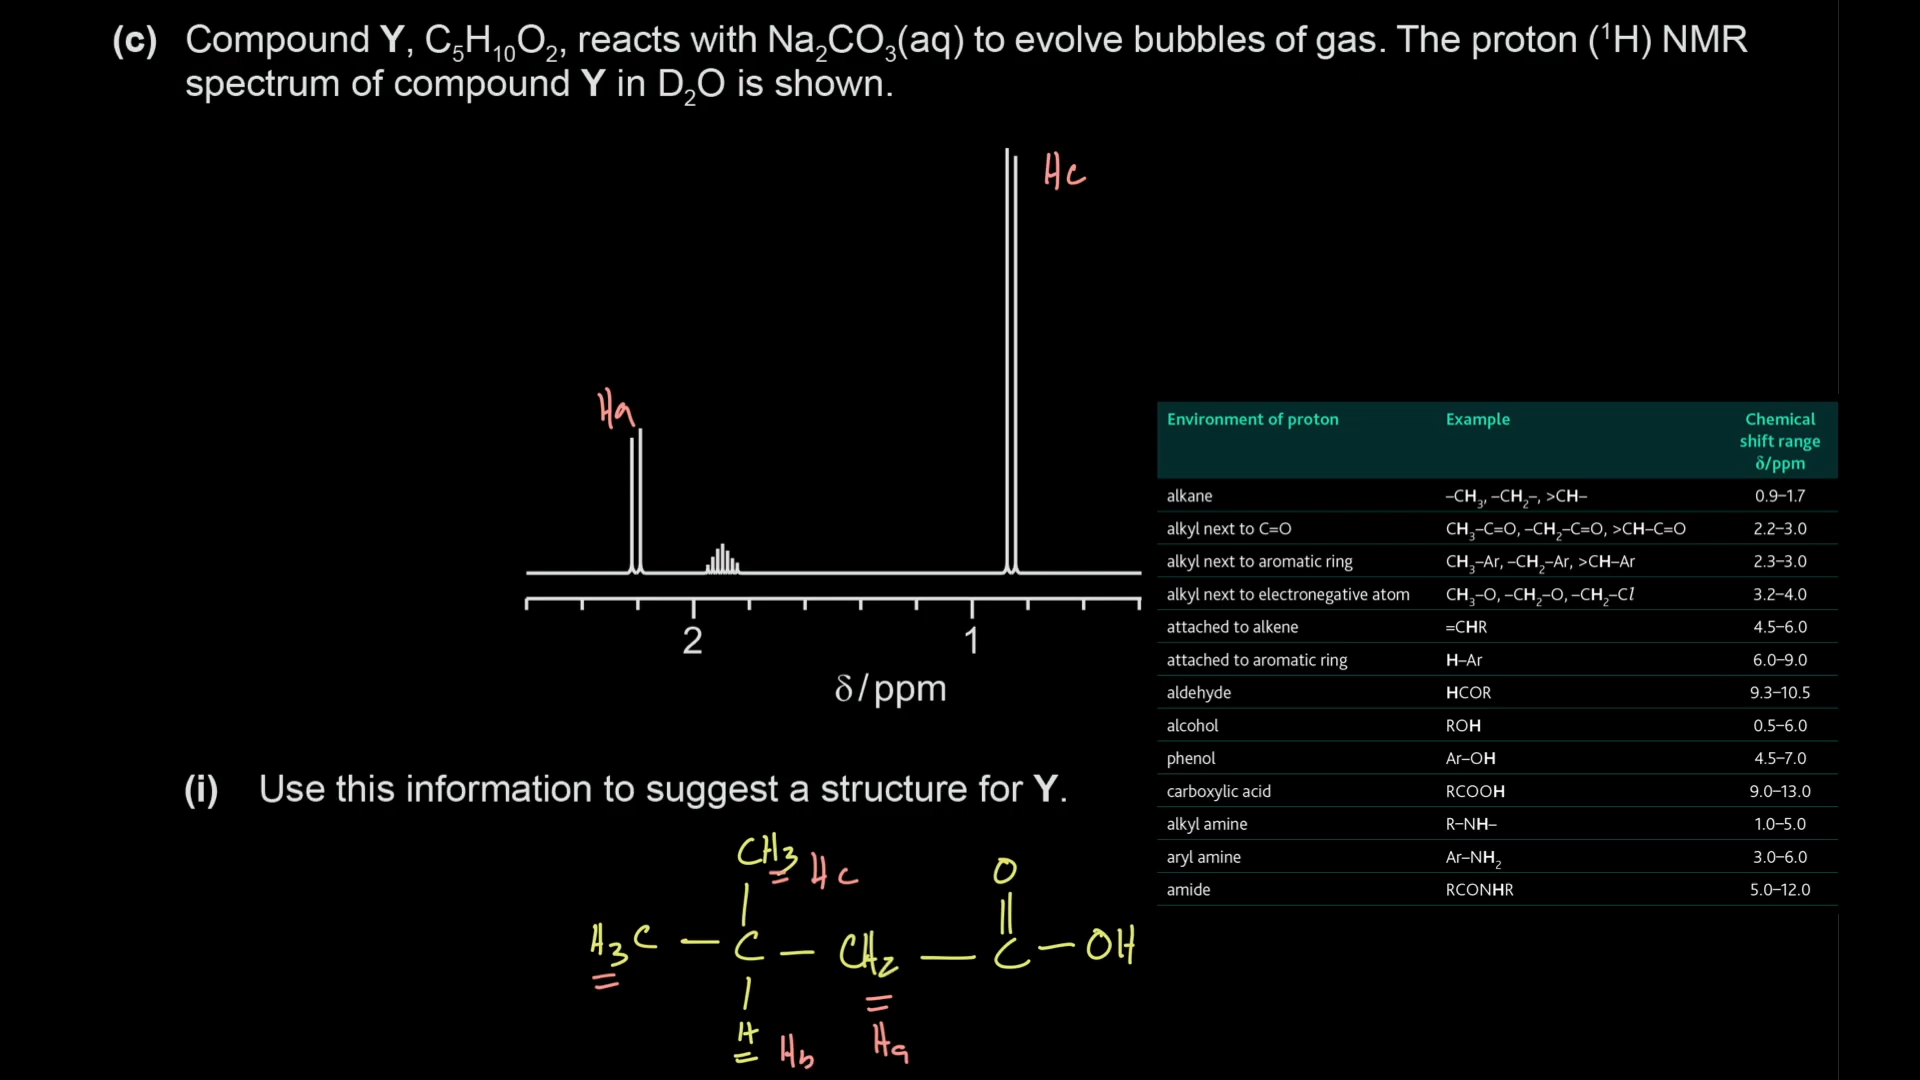 (c) Compound Y, C₅H₁₀O₂, reacts with Na₂CO₃(aq) to evolve bubbles of gas. The proton (¹H) NMR
spectrum of compound Y in D₂O is shown.
Hc
Ha
2 1
δ/ppm
Environment of proton Example Chemical shift range δ/ppm
alkane –CH₃, –CH₂–, >CH– 0.9–1.7
alkyl next to C=O CH₃–C=O, –CH₂–C=O, >CH–C=O 2.2–3.0
alkyl next to aromatic ring CH₃–Ar, –CH₂–Ar, >CH–Ar 2.3–3.0
alkyl next to electronegative atom CH₃–O, –CH₂–O, –CH₂–Cl 3.2–4.0
attached to alkene =CHR 4.5–6.0
attached to aromatic ring H–Ar 6.0–9.0
aldehyde HCOR 9.3–10.5
alcohol ROH 0.5–6.0
phenol Ar–OH 4.5–7.0
carboxylic acid RCOOH 9.0–13.0
alkyl amine R–NH– 1.0–5.0
aryl amine Ar–NH₂ 3.0–6.0
amide RCONHR 5.0–12.0
(i) Use this information to suggest a structure for Y.
CH₃ Hc O
H₃C – C – CH₂ – C – OH
H Hb Ha